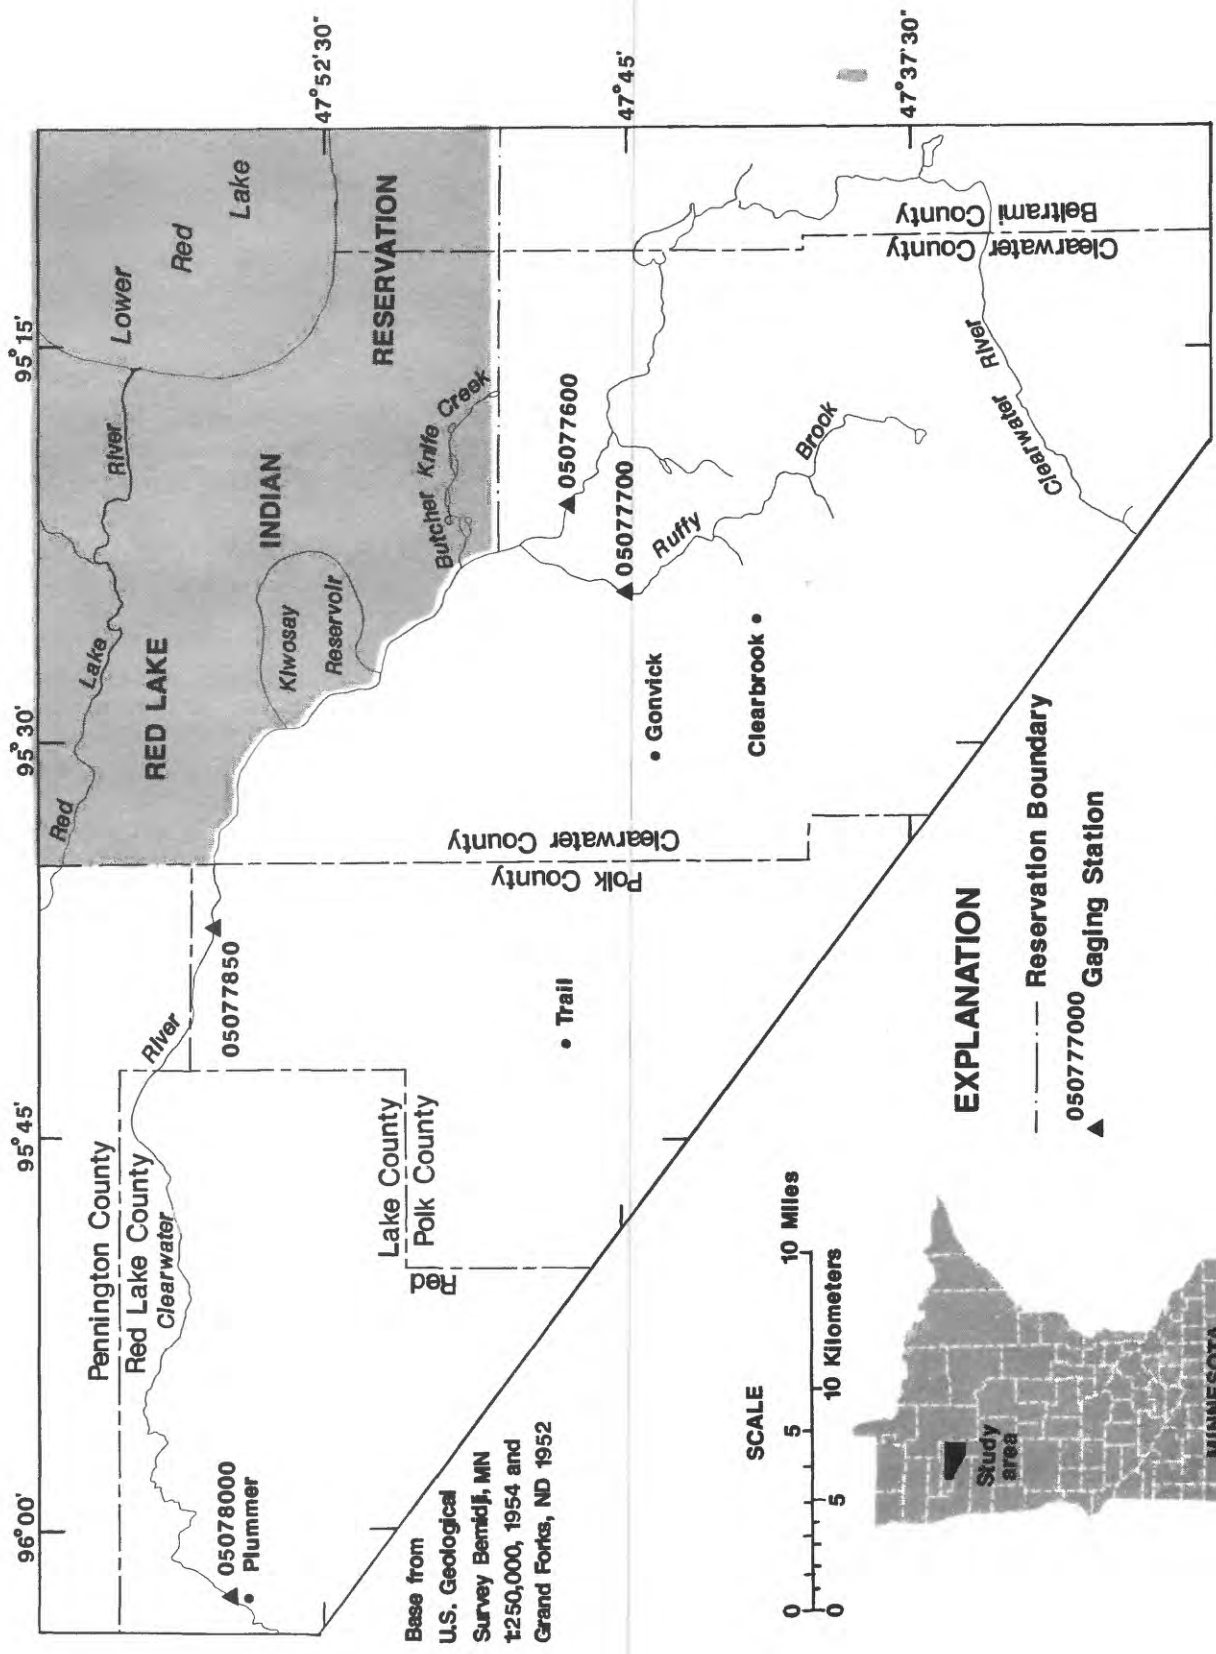 96°00'
95°45'
95°30'
95°15'
47°52'30"
47°45'
47°37'30"
Pennington County
Red Lake County
Clearwater
River
05078000
Plummer
05077850
Red
Lake
River
RED LAKE
INDIAN
RESERVATION
Lower
Red
Lake
Kiwosay
Reservoir
Butcher Knife Creek
Red
Lake County
Polk County
Polk County
Clearwater County
Trail
Gonvick
Clearbrook
05077700
05077600
Ruffy
Brook
Clearwater River
Clearwater County
Beltrami County
Base from
U.S. Geological
Survey Bemidji, MN
1:250,000, 1954 and
Grand Forks, ND 1952
SCALE
0 5 10 Miles
0 5 10 Kilometers
Study
area
MINNESOTA
EXPLANATION
Reservation Boundary
050777000
Gaging Station